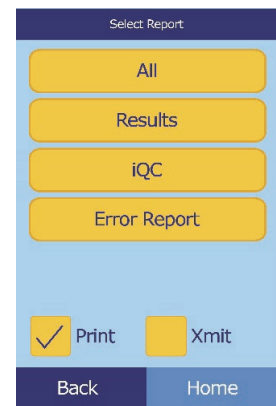 Select Report
All
Results
iQC
Error Report
Print Xmit
Back Home